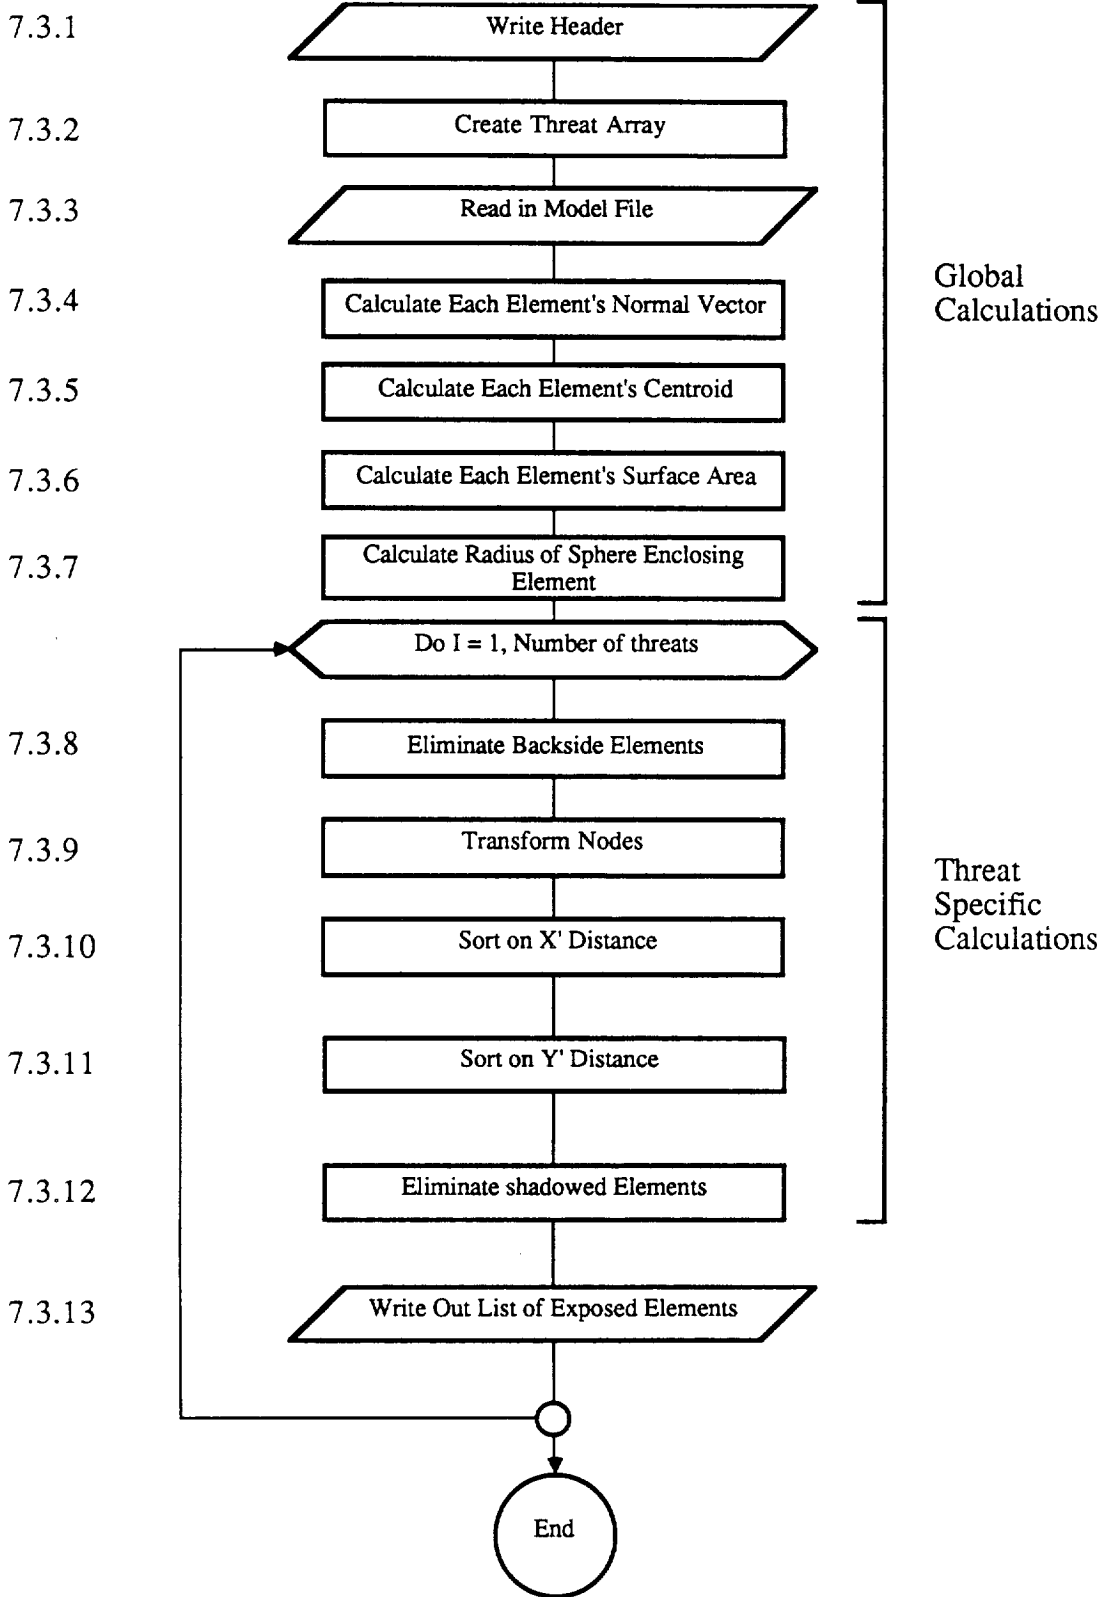 7.3.1
Write Header
7.3.2
Create Threat Array
7.3.3
Read in Model File
7.3.4
Calculate Each Element's Normal Vector
Global
Calculations
7.3.5
Calculate Each Element's Centroid
7.3.6
Calculate Each Element's Surface Area
7.3.7
Calculate Radius of Sphere Enclosing
Element
Do I = 1, Number of threats
7.3.8
Eliminate Backside Elements
7.3.9
Transform Nodes
Threat
Specific
Calculations
7.3.10
Sort on X' Distance
7.3.11
Sort on Y' Distance
7.3.12
Eliminate shadowed Elements
7.3.13
Write Out List of Exposed Elements
End